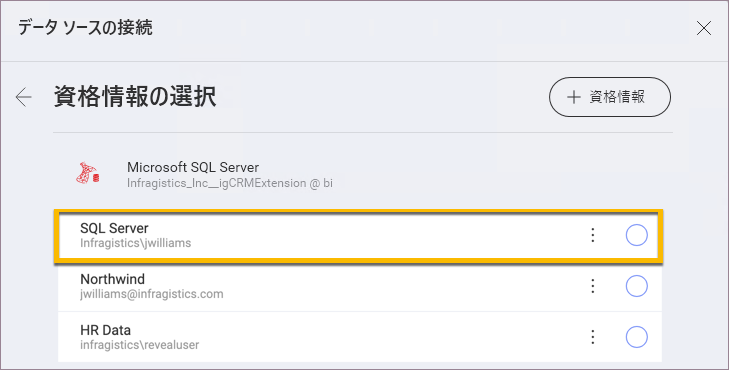 データ ソースの接続
資格情報の選択
資格情報
Microsoft SQL Server
Infragistics_Inc__igCRMExtension @ bi
SQL Server
Infragistics\jwilliams
Northwind
jwilliams@infragistics.com
HR Data
infragistics\revealuser